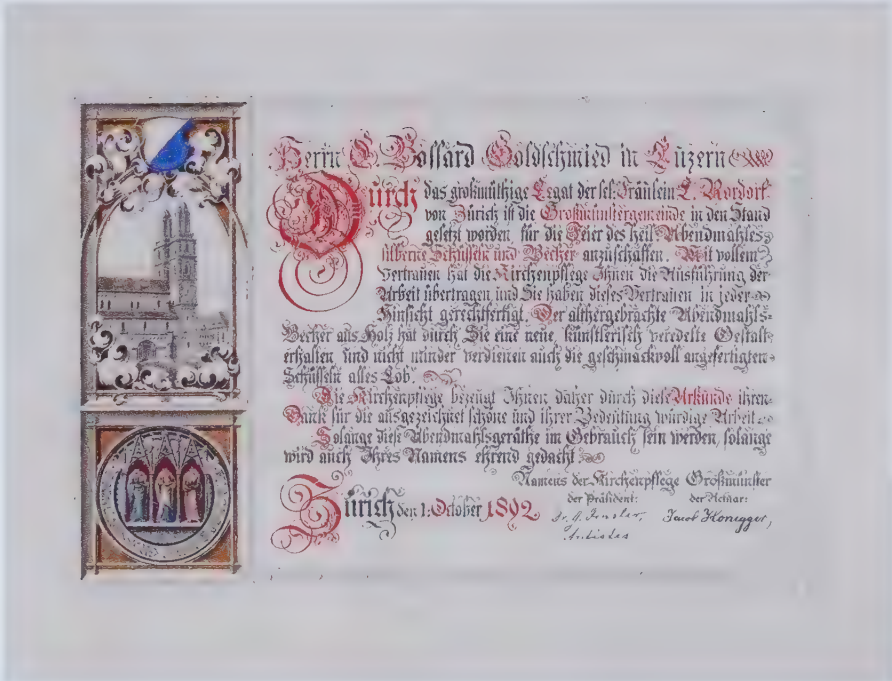 Herrn C. Bossard Goldschmied in Luzern
Durch das großmüthige Legat der sel. Fräulein L. Nordorf
von Zürich ist die Großmünstergemeinde in den Stand
gesetzt worden, für die Feier des heil. Abendmahles
silberne Schüsseln und Becher anzuschaffen. Mit vollem
Vertrauen hat die Kirchenpflege Ihnen die Ausführung der
Arbeit übertragen und Sie haben dieses Vertrauen in jeder
Hinsicht gerechtfertigt. Der althergebrachte Abendmahls-
Becher aus Holz hat durch Sie eine neue, künstlerisch veredelte Gestalt
erhalten und nicht minder verdienen auch die geschmackvoll angefertigten
Schüsseln alles Lob.
Die Kirchenpflege bezeugt Ihnen daher durch diese Urkunde ihren
Dank für die ausgezeichnet schöne und ihrer Bedeutung würdige Arbeit.
Solange diese Abendmahlsgeräthe im Gebrauch sein werden, solange
wird auch Ihres Namens ehrend gedacht.
Namens der Kirchenpflege Großmünster
der Präsident: der Actuar:
Zürich den 1. October 1892
Jacob Honegger,